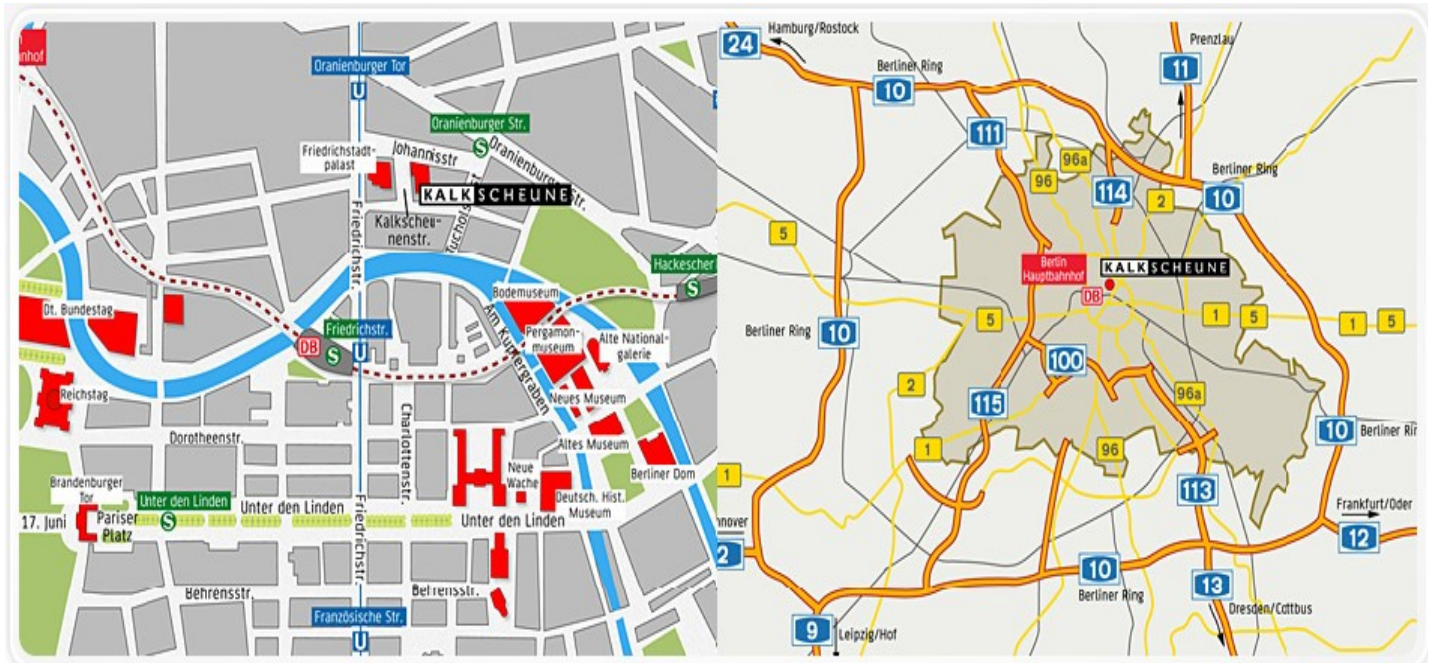 nhof
Oranienburger Tor
U
Oranienburger Str.
S
Oranienburger Str.
Friedrichstadt-
palast
Johannisstr
KALKSCHEUNE
Kalkscheu-
nenstr.
Friedrichstr.
Hackescher
S
Bodemuseum
Dt. Bundestag
Pergamon-
museum
Alte National-
galerie
Am Kupfergraben
Friedrichstr.
DB
S
U
Reichstag
Neues Museum
Charlottenstr.
Dorotheenstr.
Altes Museum
Berliner Dom
Brandenburger
Tor
Neue
Wache
Deutsch. Hist.
Museum
Unter den Linden
S
17. Juni
Pariser
Platz
Unter den Linden
Unter den Linden
Friedrichstr.
Behrensstr.
Französische Str.
U
24
Hamburg/Rostock
Berliner Ring
10
Prenzlau
11
111
96a
96
114
2
Berliner Ring
10
5
Berlin
Hauptbahnhof
KALKSCHEUNE
DB
Berliner Ring
10
5
1
5
1
5
100
2
115
96a
1
96
10
Berliner Rin
1
113
Frankfurt/Oder
12
nnover
2
10
Berliner Ring
13
Dresden/Cottbus
9
Leipzig/Hof